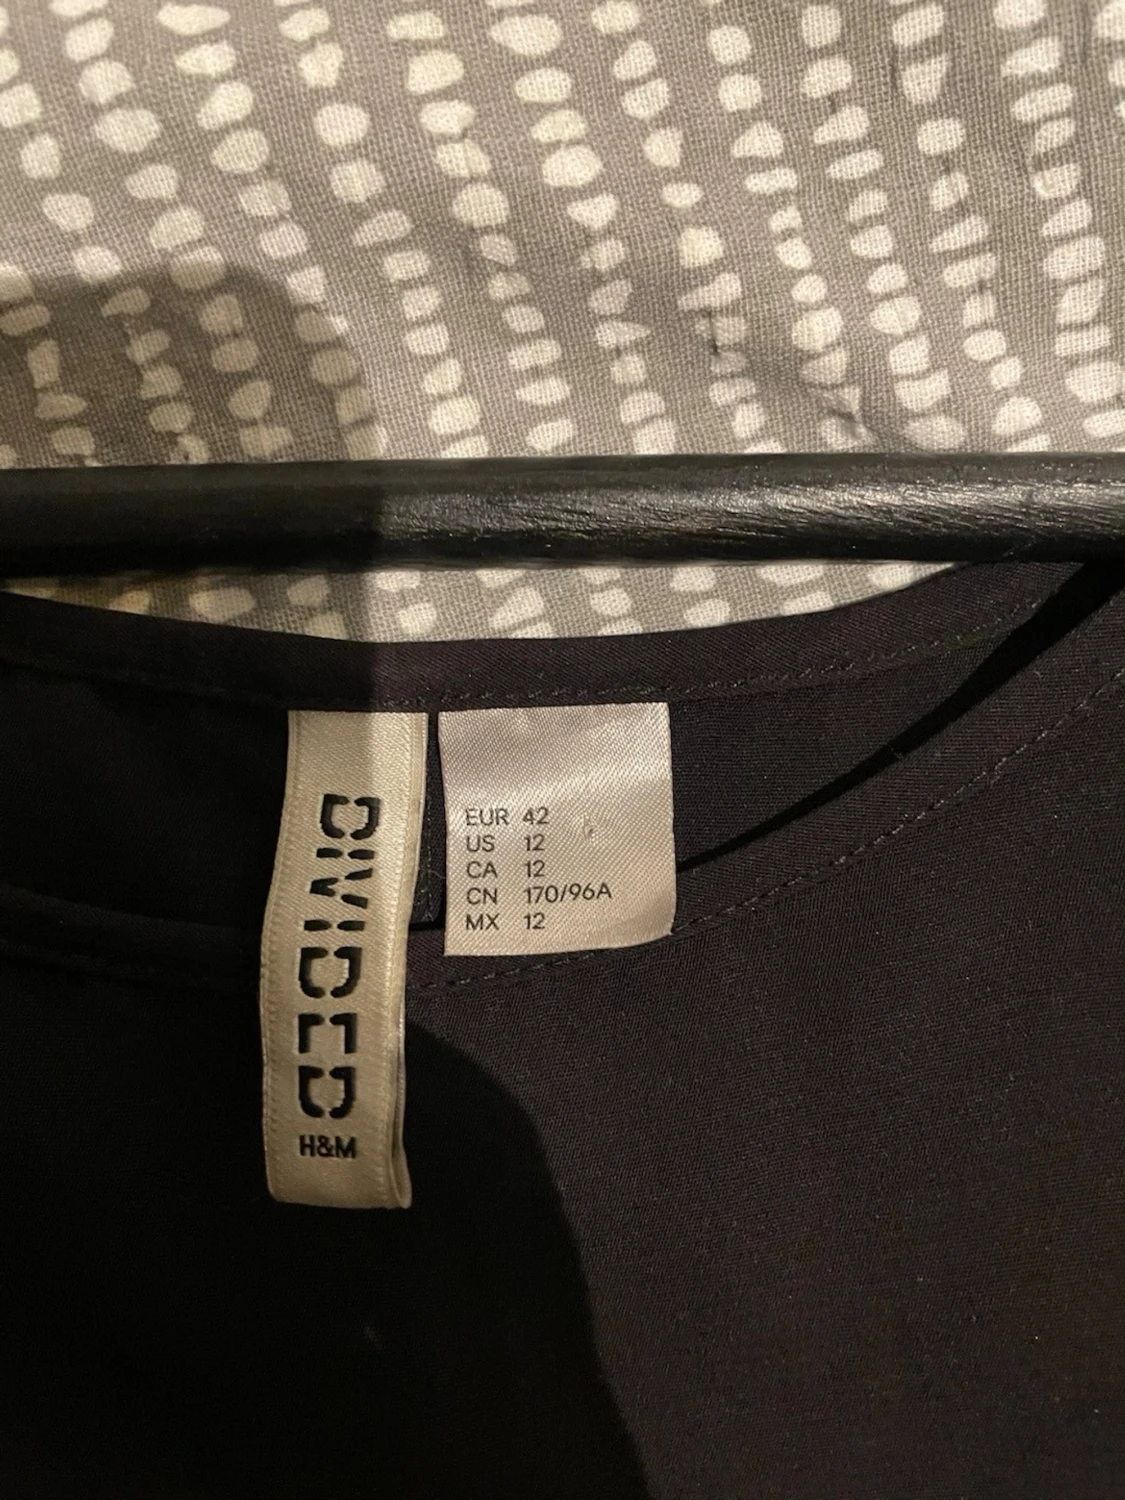 DIVIDED
H&M
EUR 42
US 12
CA 12
CN 170/96A
MX 12